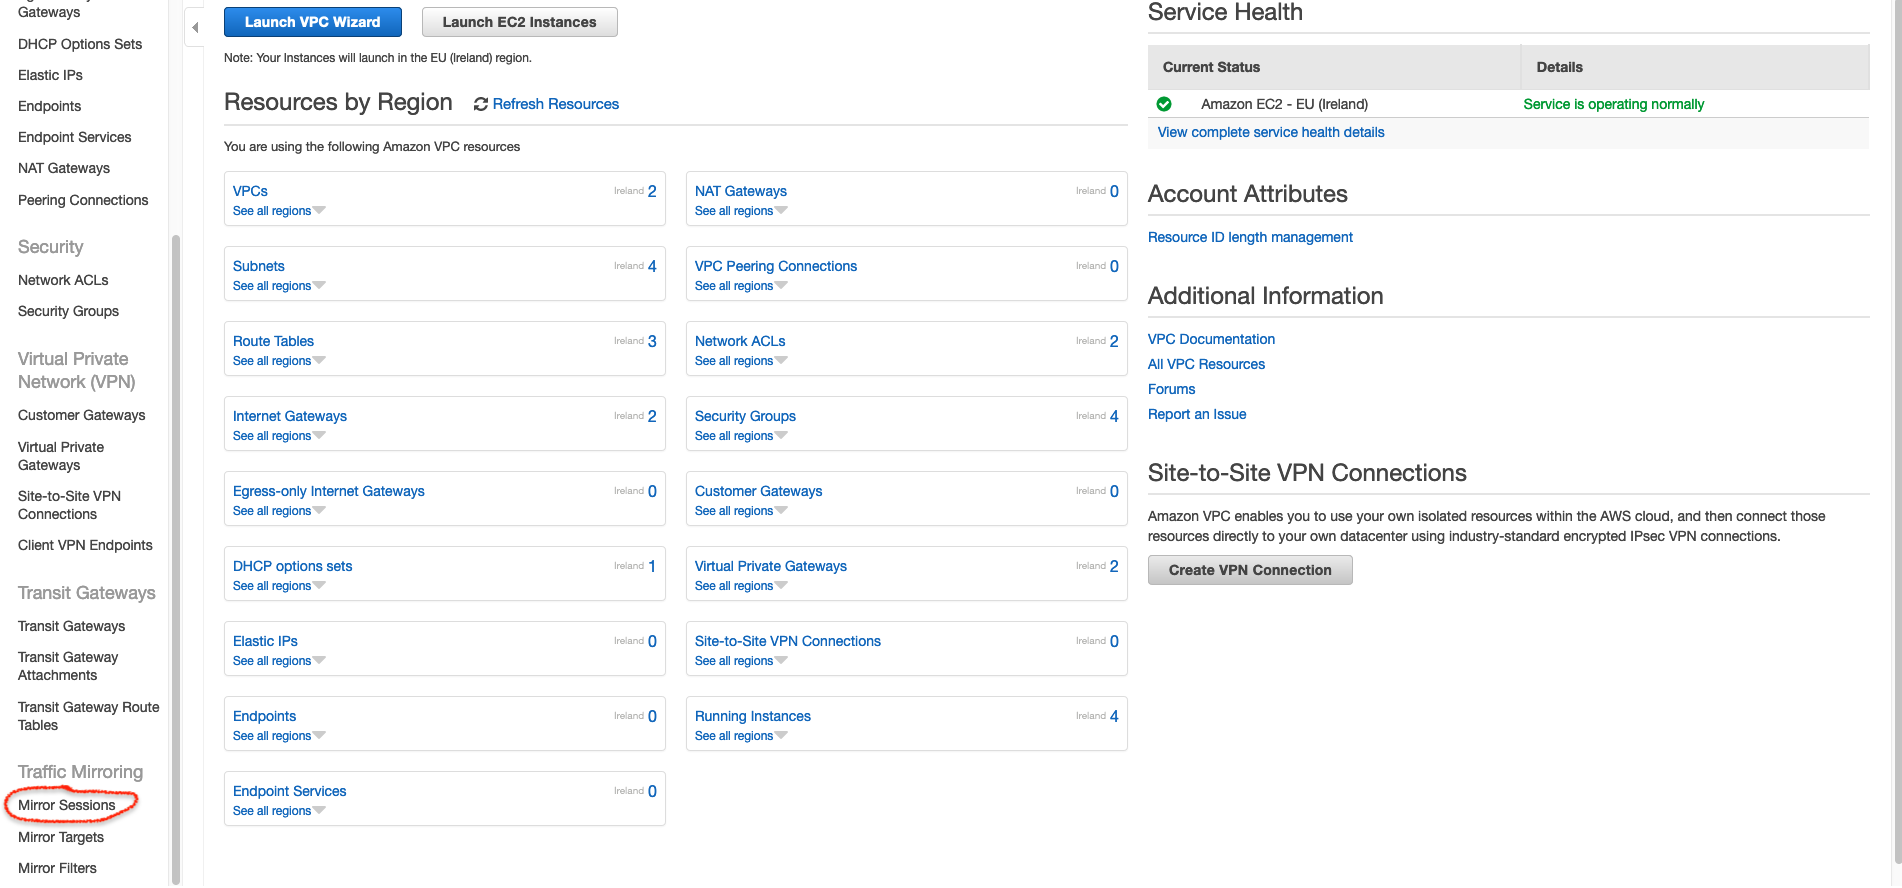 Gateways
DHCP Options Sets
Elastic IPs
Endpoints
Endpoint Services
NAT Gateways
Peering Connections
Security
Network ACLs
Security Groups
Virtual Private
Network (VPN)
Customer Gateways
Virtual Private
Gateways
Site-to-Site VPN
Connections
Client VPN Endpoints
Transit Gateways
Transit Gateways
Transit Gateway
Attachments
Transit Gateway Route
Tables
Traffic Mirroring
Mirror Sessions
Mirror Targets
Mirror Filters
Launch VPC Wizard
Launch EC2 Instances
Note: Your Instances will launch in the EU (Ireland) region.
Resources by Region
Refresh Resources
You are using the following Amazon VPC resources
VPCs
Ireland 2
See all regions
NAT Gateways
Ireland 0
See all regions
Subnets
Ireland 4
See all regions
VPC Peering Connections
Ireland 0
See all regions
Route Tables
Ireland 3
See all regions
Network ACLs
Ireland 2
See all regions
Internet Gateways
Ireland 2
See all regions
Security Groups
Ireland 4
See all regions
Egress-only Internet Gateways
Ireland 0
See all regions
Customer Gateways
Ireland 0
See all regions
DHCP options sets
Ireland 1
See all regions
Virtual Private Gateways
Ireland 2
See all regions
Elastic IPs
Ireland 0
See all regions
Site-to-Site VPN Connections
Ireland 0
See all regions
Endpoints
Ireland 0
See all regions
Running Instances
Ireland 4
See all regions
Endpoint Services
Ireland 0
See all regions
Service Health
Current Status
Details
Amazon EC2 - EU (Ireland)
Service is operating normally
View complete service health details
Account Attributes
Resource ID length management
Additional Information
VPC Documentation
All VPC Resources
Forums
Report an Issue
Site-to-Site VPN Connections
Amazon VPC enables you to use your own isolated resources within the AWS cloud, and then connect those
resources directly to your own datacenter using industry-standard encrypted IPsec VPN connections.
Create VPN Connection